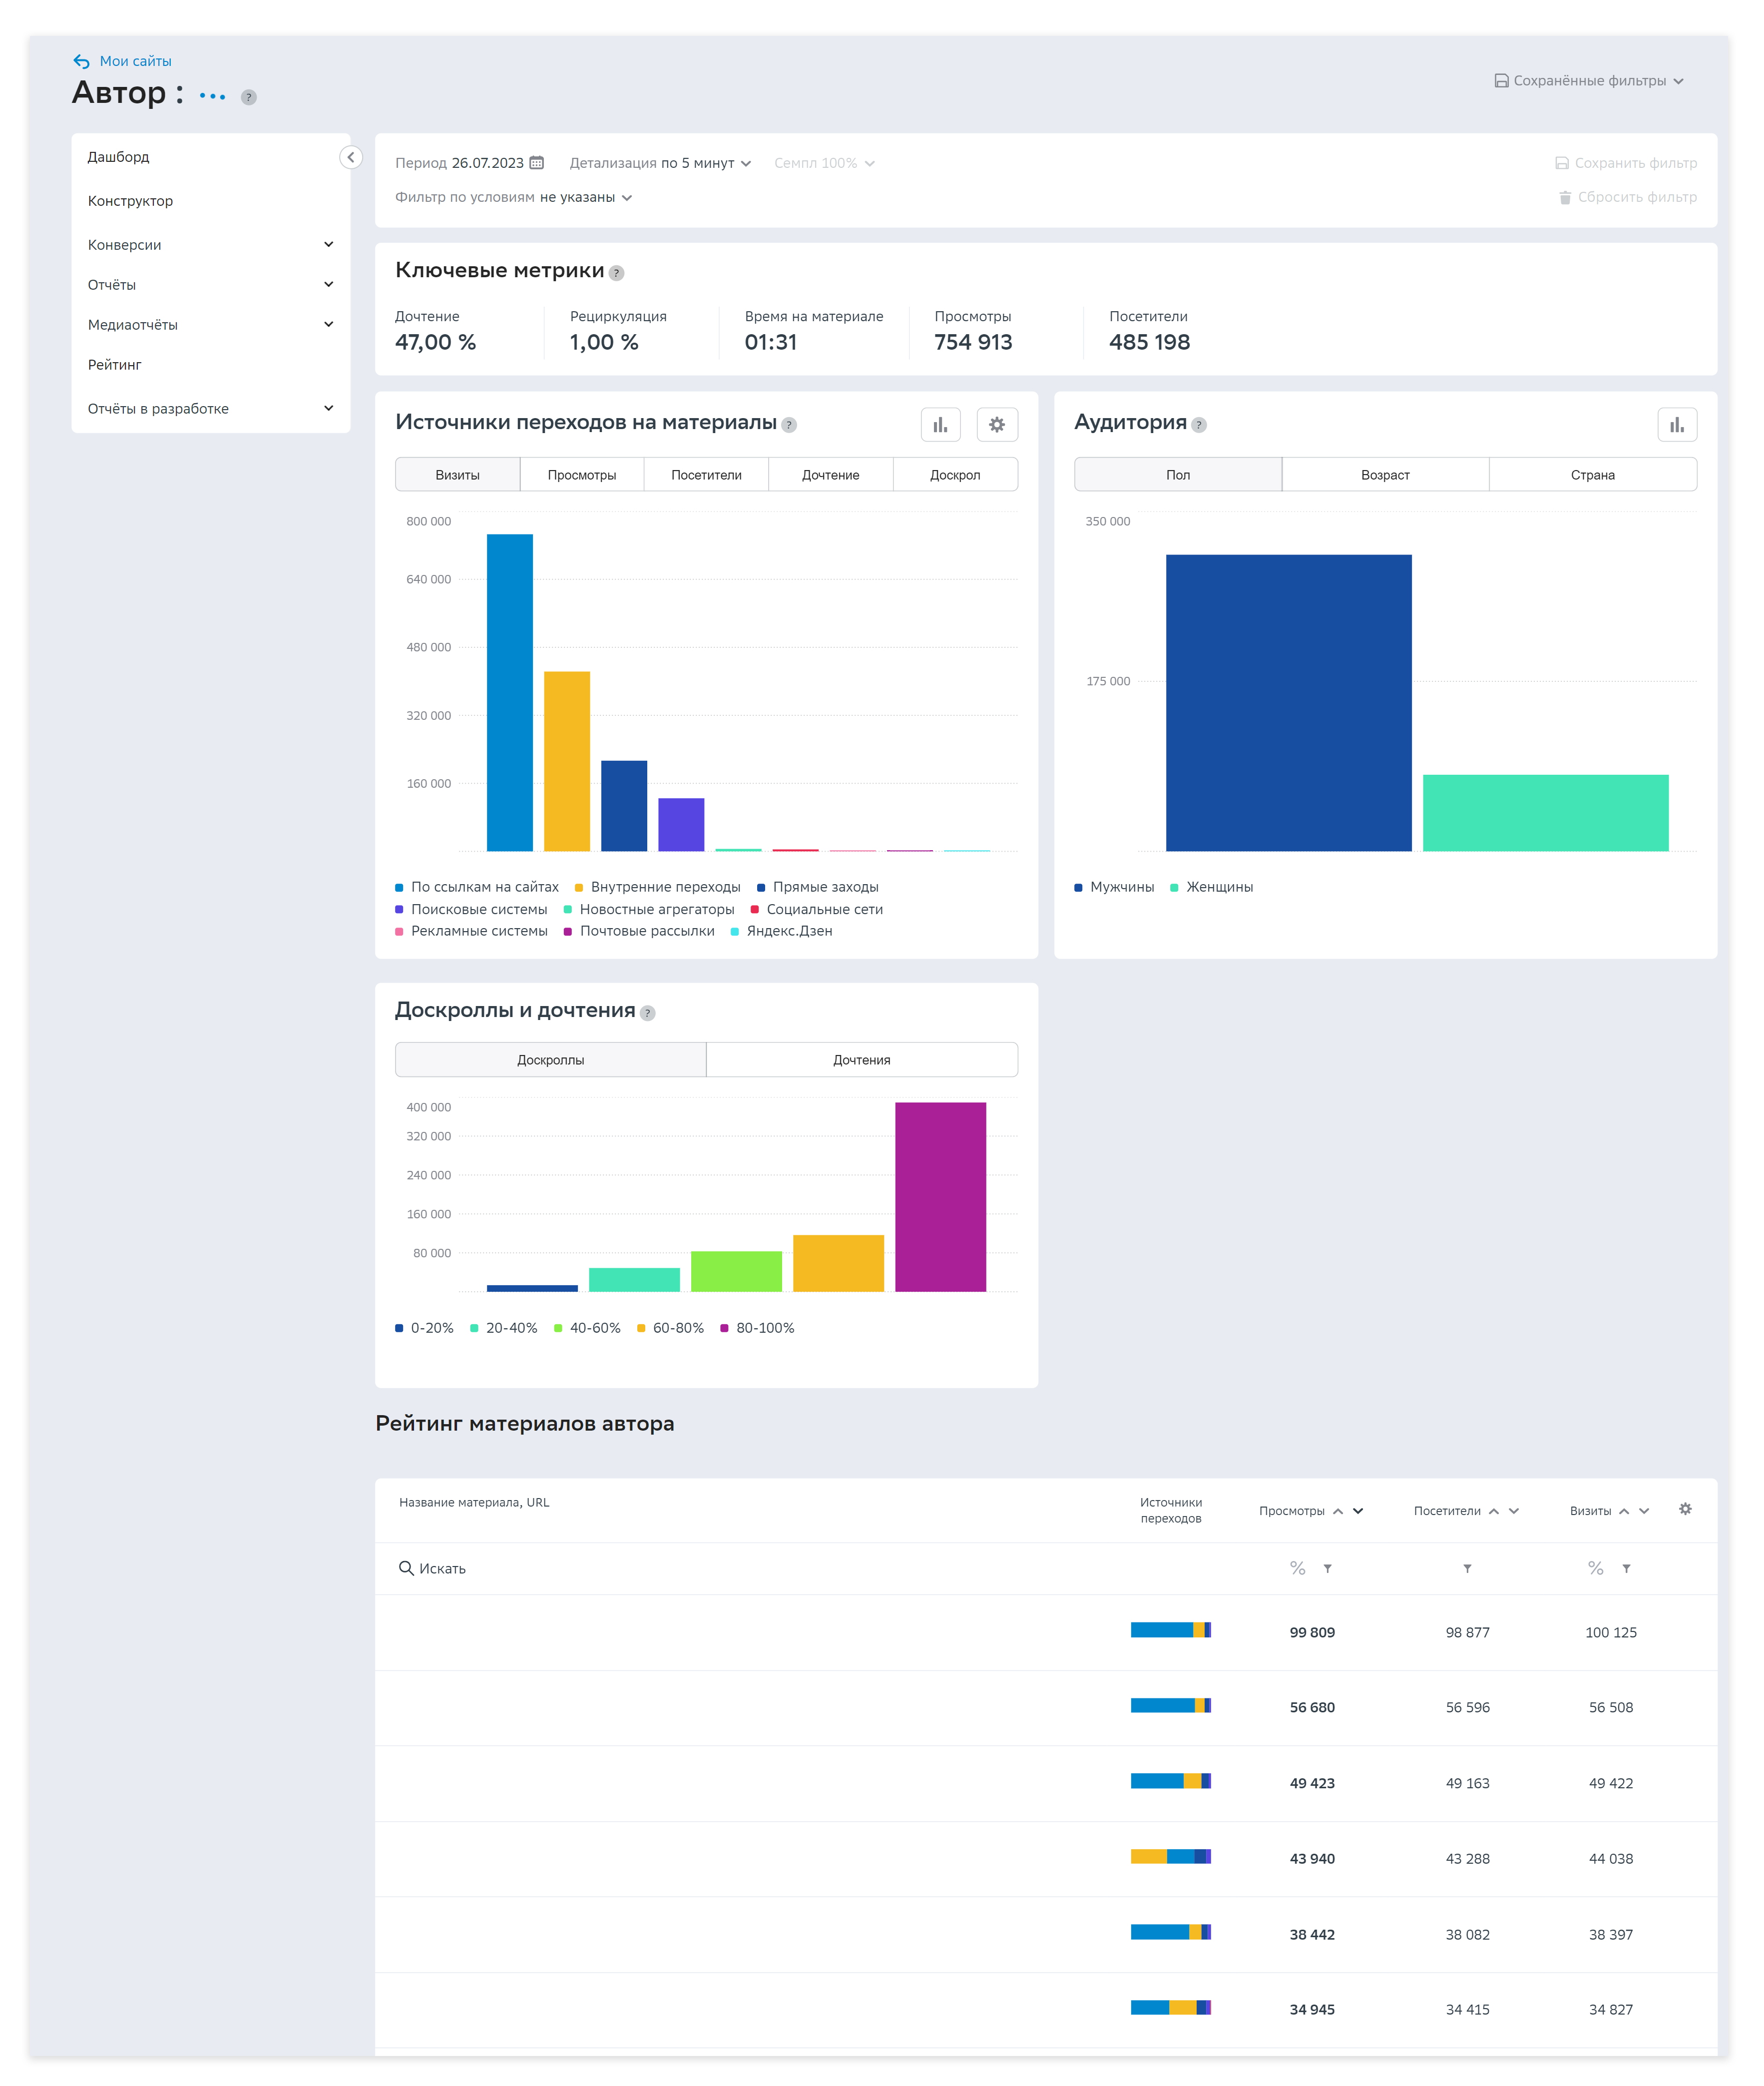 Мои сайты
Автор : ...
Сохранённые фильтры
Дашборд
Конструктор
Конверсии
Отчёты
Медиаотчёты
Рейтинг
Отчёты в разработке
Период 26.07.2023 Детализация по 5 минут Семпл 100% Сохранить фильтр
Фильтр по условиям не указаны Сбросить фильтр
Ключевые метрики ?
Дочтение Рециркуляция Время на материале Просмотры Посетители
47,00 % 1,00 % 01:31 754 913 485 198
Источники переходов на материалы ?
Визиты Просмотры Посетители Дочтение Доскрол
800 000
640 000
480 000
320 000
160 000
По ссылкам на сайтах Внутренние переходы Прямые заходы
Поисковые системы Новостные агрегаторы Социальные сети
Рекламные системы Почтовые рассылки Яндекс.Дзен
Аудитория ?
Пол Возраст Страна
350 000
175 000
Мужчины Женщины
Доскроллы и дочтения ?
Доскроллы Дочтения
400 000
320 000
240 000
160 000
80 000
0-20% 20-40% 40-60% 60-80% 80-100%
Рейтинг материалов автора
Название материала, URL Источники переходов Просмотры Посетители Визиты
Искать % %
99 809 98 877 100 125
56 680 56 596 56 508
49 423 49 163 49 422
43 940 43 288 44 038
38 442 38 082 38 397
34 945 34 415 34 827